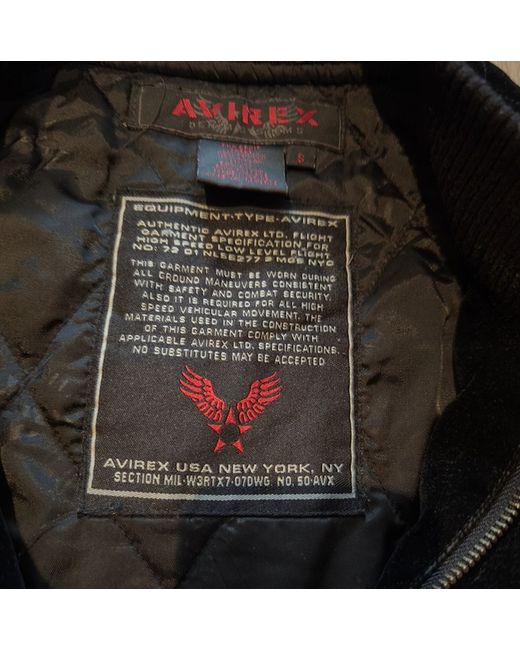 AVIREX
S
EQUIPMENT-TYPE-AVIREX
AUTHENTIC AVIREX LTD. FLIGHT
GARMENT SPECIFICATION FOR
HIGH SPEED LOW LEVEL FLIGHT
THIS GARMENT MUST BE WORN DURING
ALL GROUND MANEUVERS CONSISTENT
WITH SAFETY AND COMBAT SECURITY.
ALSO IT IS REQUIRED FOR ALL HIGH
SPEED VEHICULAR MOVEMENT. THE
MATERIALS USED IN THE CONSTRUCTION
OF THIS GARMENT COMPLY WITH
APPLICABLE AVIREX LTD. SPECIFICATIONS.
NO SUBSTITUTES MAY BE ACCEPTED
AVIREX USA NEW YORK, NY
SECTION MIL-W3RTX7-07DWG NO. 50-AVX